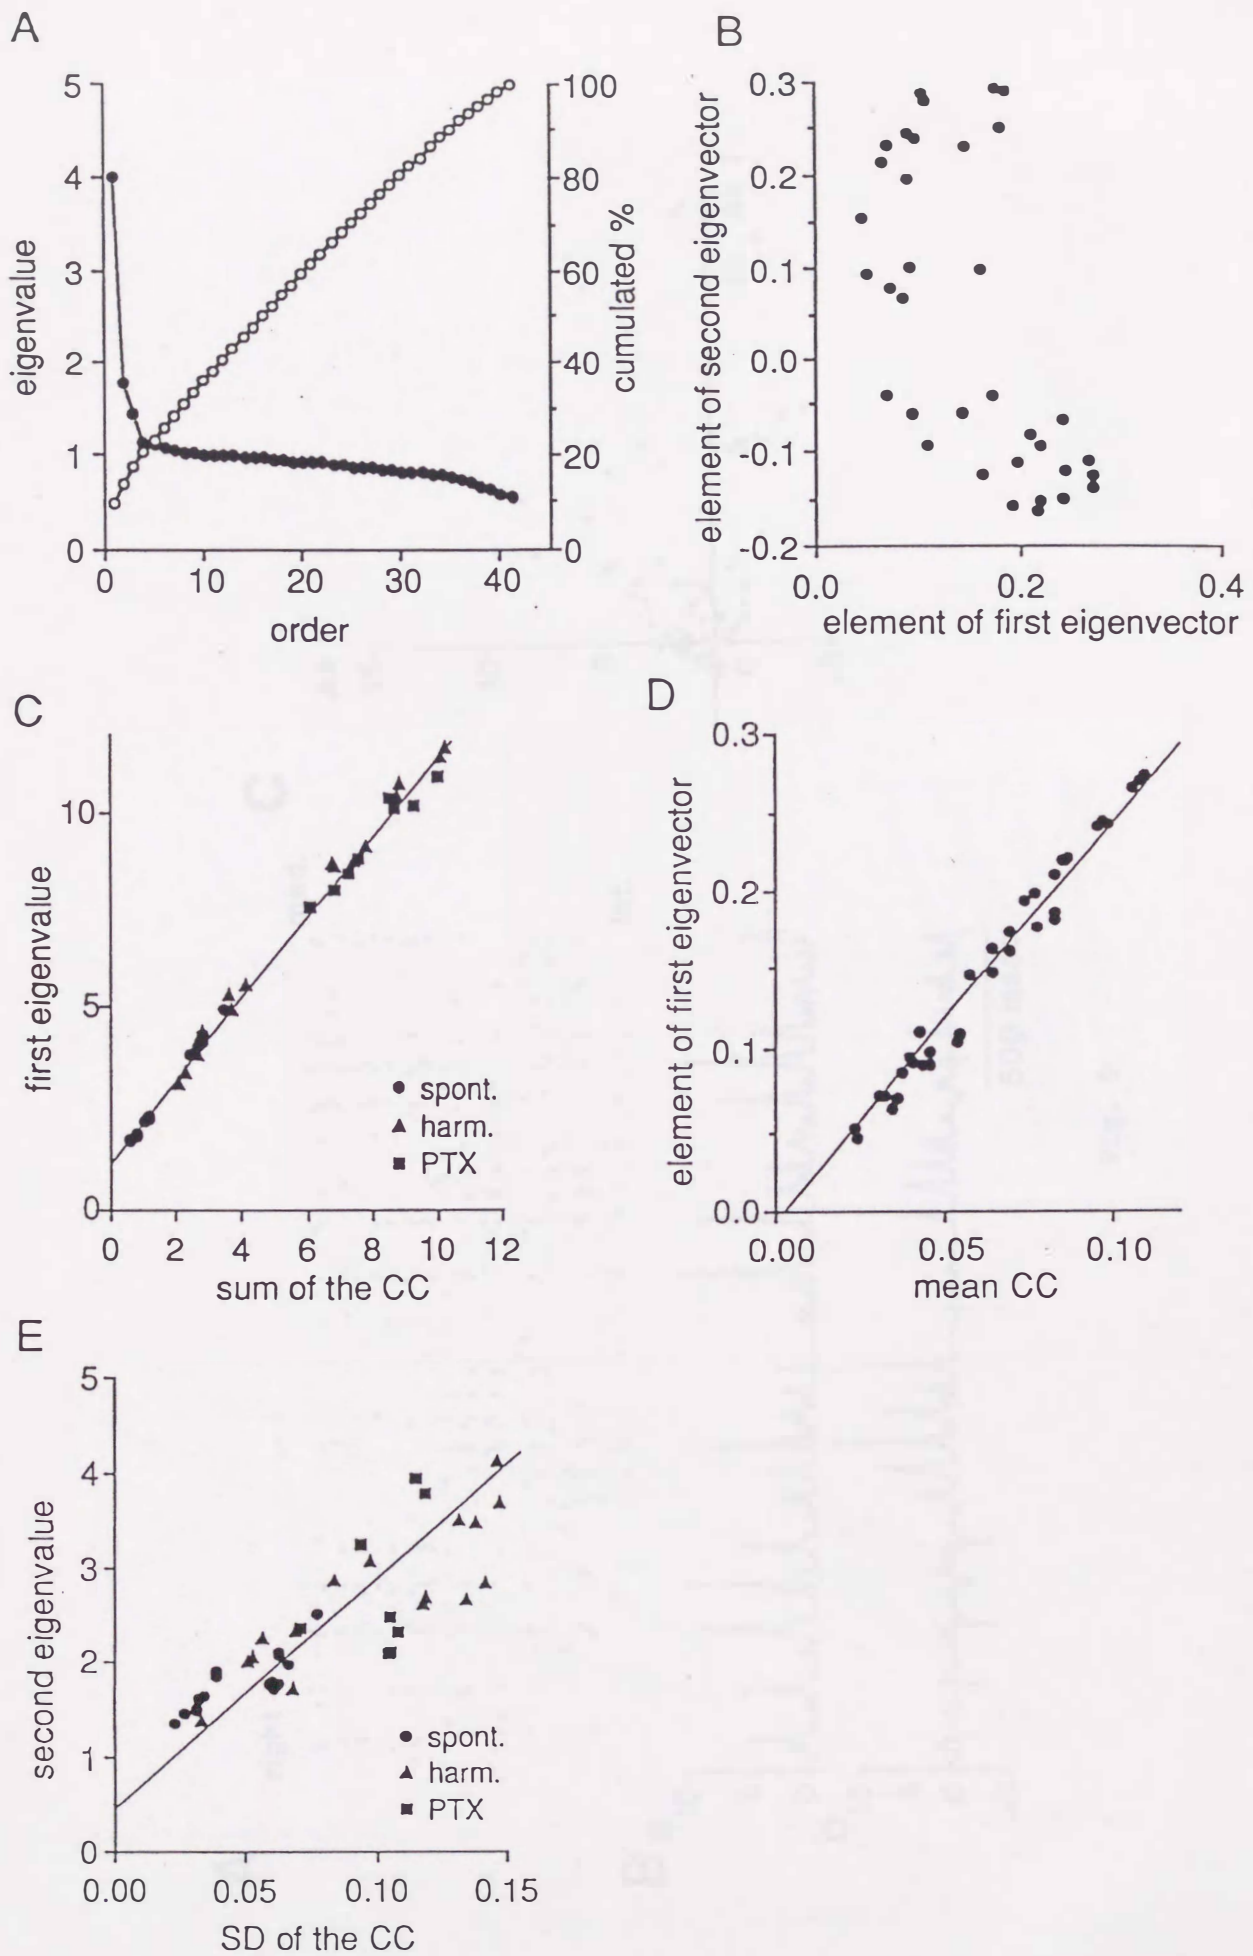 A
5
4
3
2
1
0
eigenvalue
100
80
60
40
20
0
cumulated %
0 10 20 30 40
order
B
0.3
0.2
0.1
0.0
-0.1
-0.2
element of second eigenvector
0.0 0.2 0.4
element of first eigenvector
C
10
5
0
first eigenvalue
spont.
harm.
PTX
0 2 4 6 8 10 12
sum of the CC
D
0.3
0.2
0.1
0.0
element of first eigenvector
0.00 0.05 0.10
mean CC
E
5
4
3
2
1
0
second eigenvalue
spont.
harm.
PTX
0.00 0.05 0.10 0.15
SD of the CC